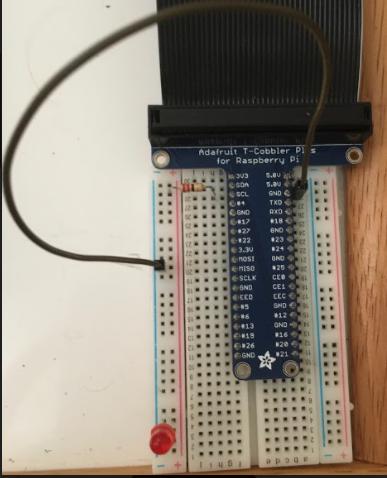 Adafruit T-Cobbler Plus
for Raspberry Pi
3V3 5.0V
SDA 5.0V
SCL GND
#4 TXD
GND RXD
#17 #18
#27 GND
#22 #23
3.3V #24
MOSI GND
MISO #25
SCLK CE0
GND CE1
EED EEC
#5 GND
#6 #12
#13 GND
#19 #16
#26 #20
GND #21
f g h i j
a b c d e